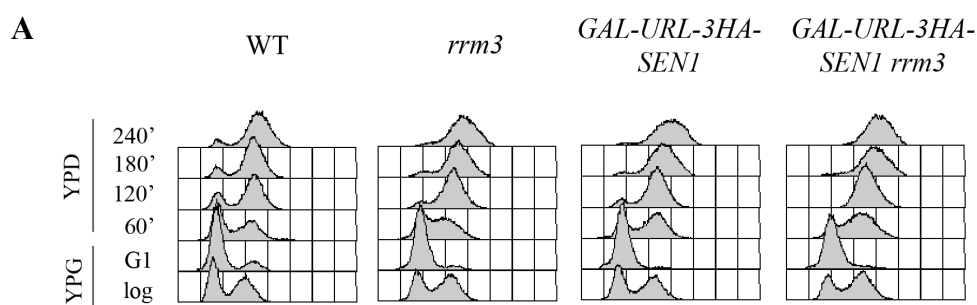 A
WT
rrm3
GAL-URL-3HA-
SEN1
GAL-URL-3HA-
SEN1 rrm3
YPD
240’
180’
120’
60’
YPG
G1
log